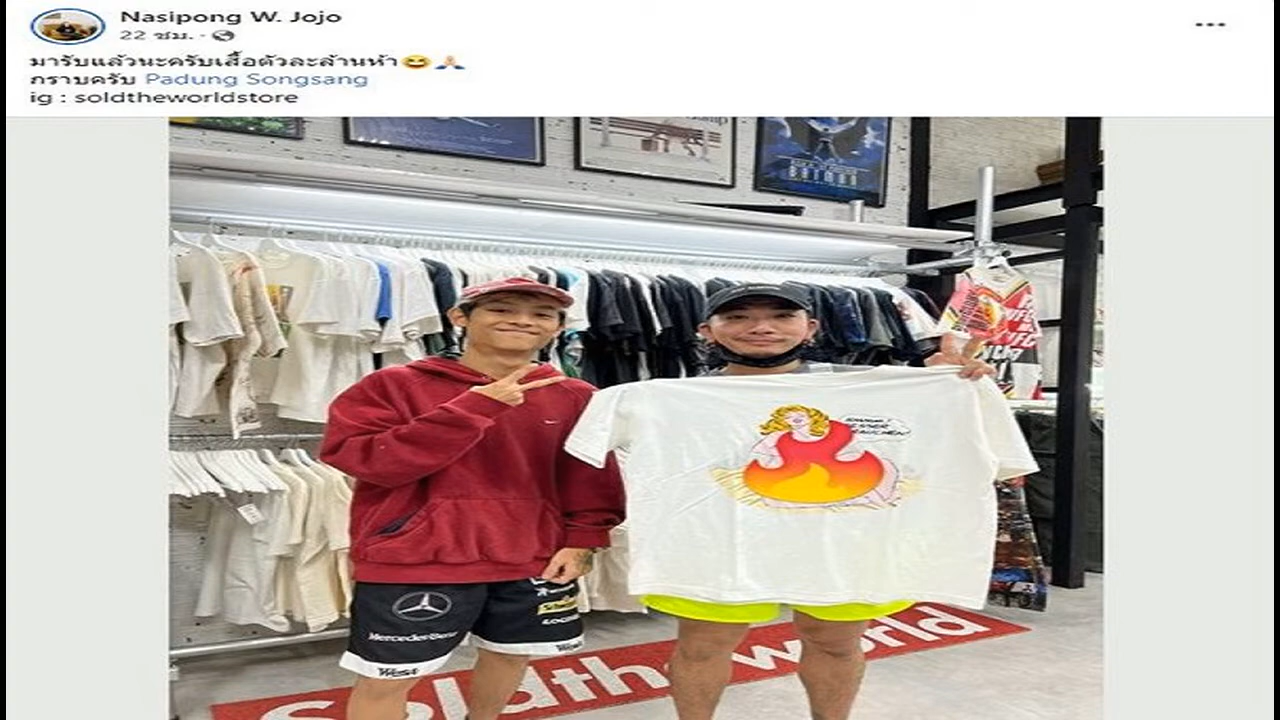 Nasipong W. Jojo
22 ชม. ·
มารับแล้วนะครับเสื้อตัวละล้านห้า😆🙏🏻
กราบครับ Padung Songsang
ig : soldtheworldstore
BATMAN
Mercedes-Benz
West
West
Soldtheworld